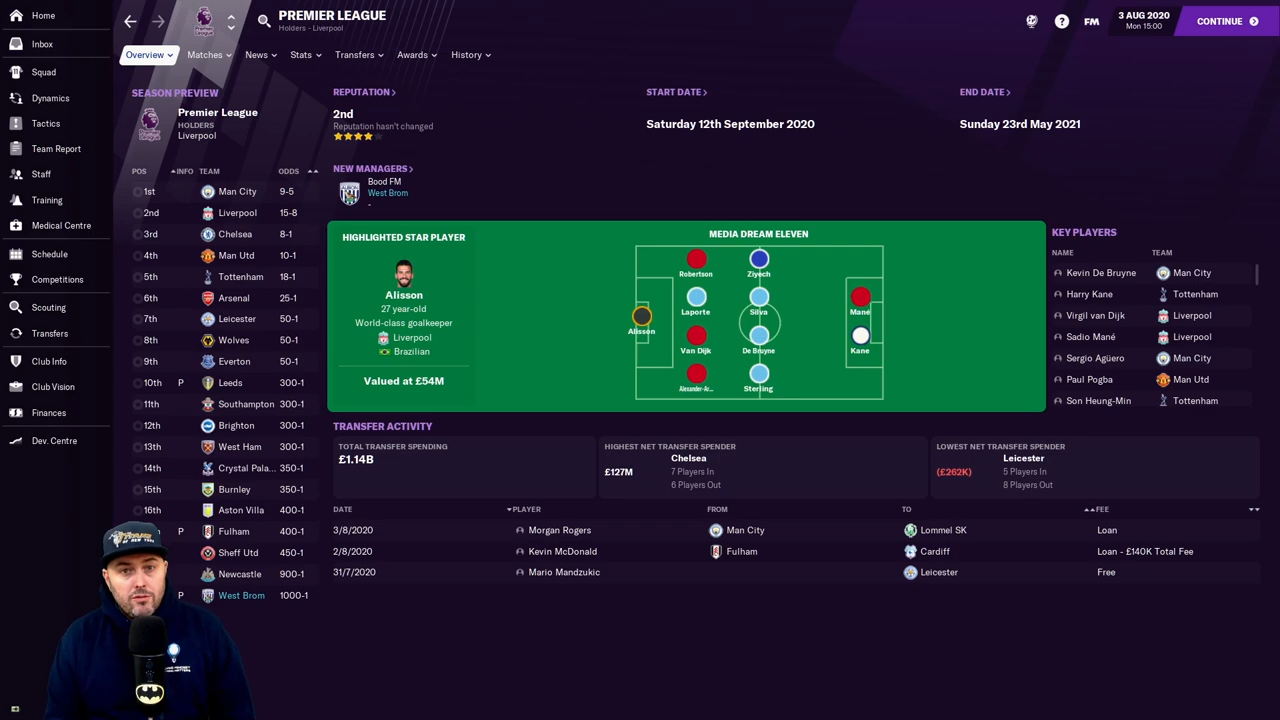 Home
Inbox
Squad
Dynamics
Tactics
Team Report
Staff
Training
Medical Centre
Schedule
Competitions
Scouting
Transfers
Club Info
Club Vision
Finances
Dev. Centre
PREMIER LEAGUE
Holders - Liverpool
FM
3 AUG 2020
Mon 15:00
CONTINUE
Overview
Matches
News
Stats
Transfers
Awards
History
SEASON PREVIEW
Premier League
HOLDERS
Liverpool
REPUTATION
2nd
Reputation hasn't changed
START DATE
Saturday 12th September 2020
END DATE
Sunday 23rd May 2021
NEW MANAGERS
Bood FM
West Brom
-
POS INFO TEAM ODDS
1st Man City 9-5
2nd Liverpool 15-8
3rd Chelsea 8-1
4th Man Utd 10-1
5th Tottenham 18-1
6th Arsenal 25-1
7th Leicester 50-1
8th Wolves 50-1
9th Everton 50-1
10th P Leeds 300-1
11th Southampton 300-1
12th Brighton 300-1
13th West Ham 300-1
14th Crystal Pala... 350-1
15th Burnley 350-1
16th Aston Villa 400-1
P Fulham 400-1
Sheff Utd 450-1
Newcastle 900-1
P West Brom 1000-1
HIGHLIGHTED STAR PLAYER
Alisson
27 year-old
World-class goalkeeper
Liverpool
Brazilian
Valued at £54M
MEDIA DREAM ELEVEN
Robertson
Ziyech
Laporte
Silva
Mané
Alisson
Van Dijk
De Bruyne
Kane
Alexander-Ar...
Sterling
KEY PLAYERS
NAME TEAM
Kevin De Bruyne Man City
Harry Kane Tottenham
Virgil van Dijk Liverpool
Sadio Mané Liverpool
Sergio Agüero Man City
Paul Pogba Man Utd
Son Heung-Min Tottenham
TRANSFER ACTIVITY
TOTAL TRANSFER SPENDING
£1.14B
HIGHEST NET TRANSFER SPENDER
Chelsea
£127M
7 Players In
6 Players Out
LOWEST NET TRANSFER SPENDER
Leicester
(£262K)
5 Players In
8 Players Out
DATE PLAYER FROM TO FEE
3/8/2020 Morgan Rogers Man City Lommel SK Loan
2/8/2020 Kevin McDonald Fulham Cardiff Loan - £140K Total Fee
31/7/2020 Mario Mandzukic Leicester Free